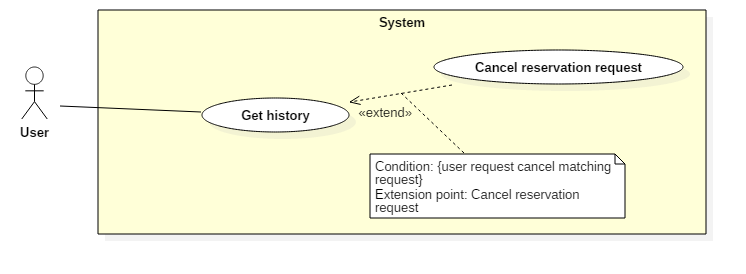 System
Cancel reservation request
User
Get history
«extend»
Condition: {user request cancel matching
request}
Extension point: Cancel reservation
request